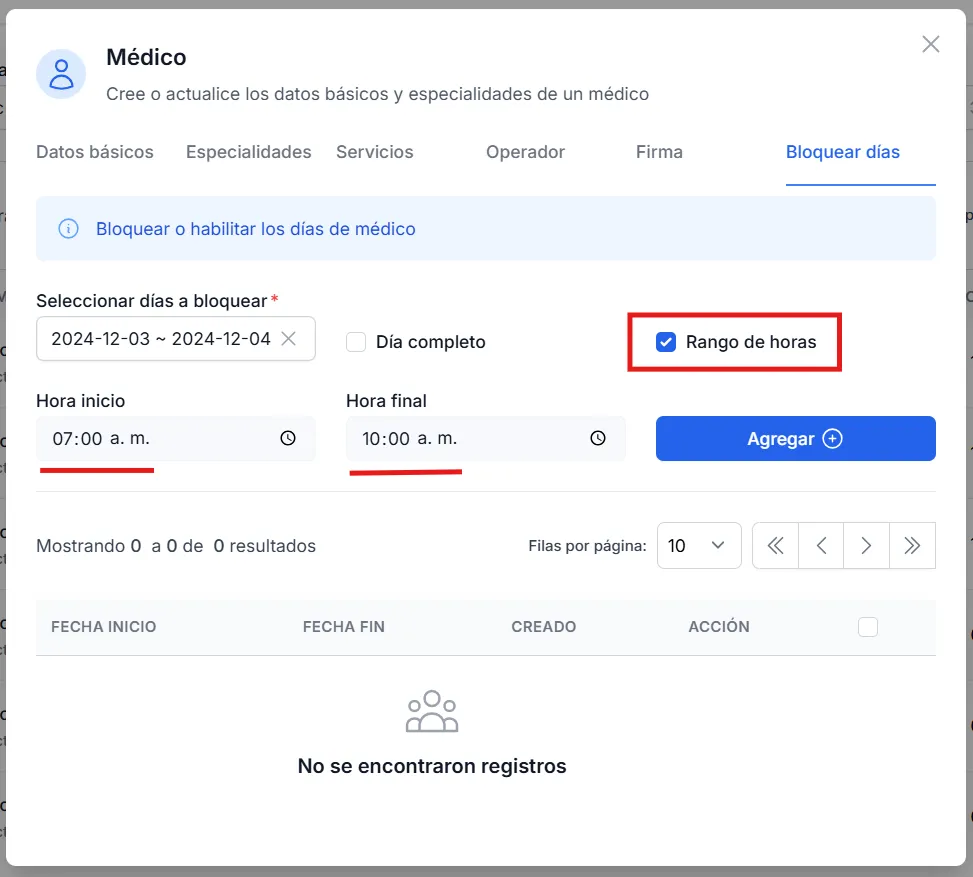 Médico
Cree o actualice los datos básicos y especialidades de un médico
Datos básicos Especialidades Servicios Operador Firma Bloquear días
Bloquear o habilitar los días de médico
Seleccionar días a bloquear*
2024-12-03 ~ 2024-12-04
Día completo
Rango de horas
Hora inicio Hora final
07:00 a. m. 10:00 a. m. Agregar
Mostrando 0 a 0 de 0 resultados Filas por página: 10
FECHA INICIO FECHA FIN CREADO ACCIÓN
No se encontraron registros